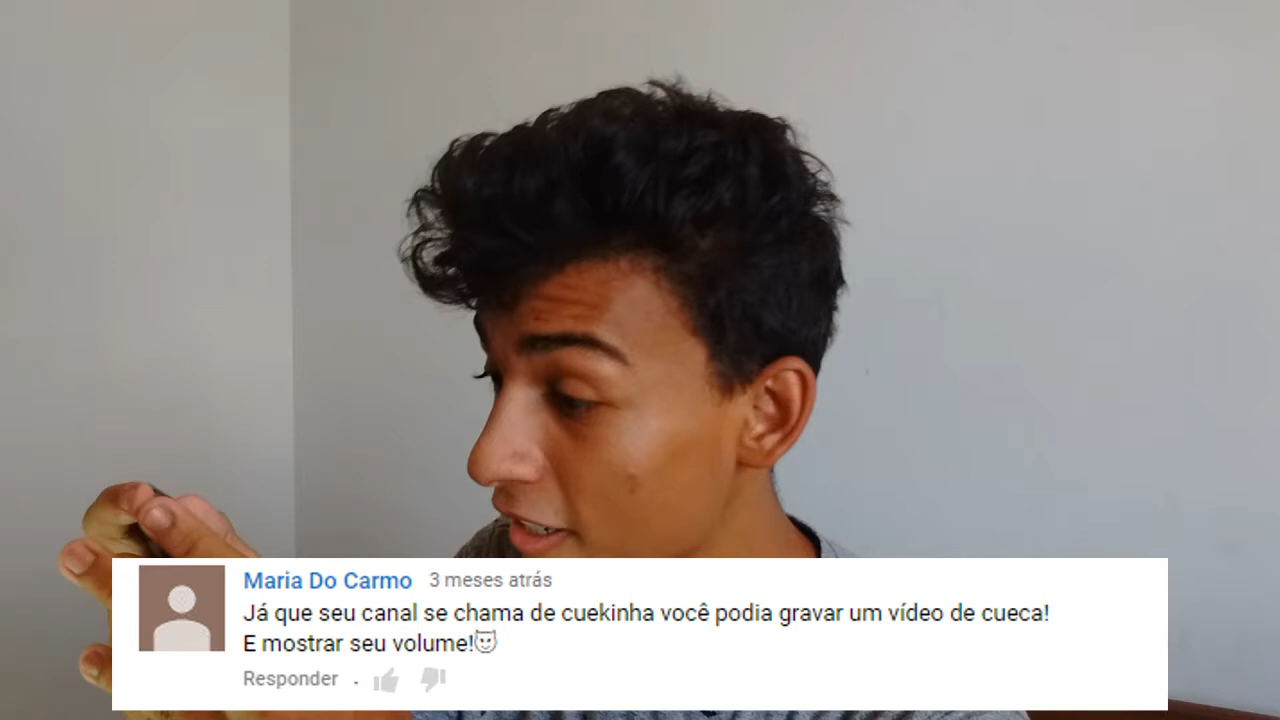 Maria Do Carmo 3 meses atrás
Já que seu canal se chama de cuekinha você podia gravar um vídeo de cueca!
E mostrar seu volume!😈
Responder .